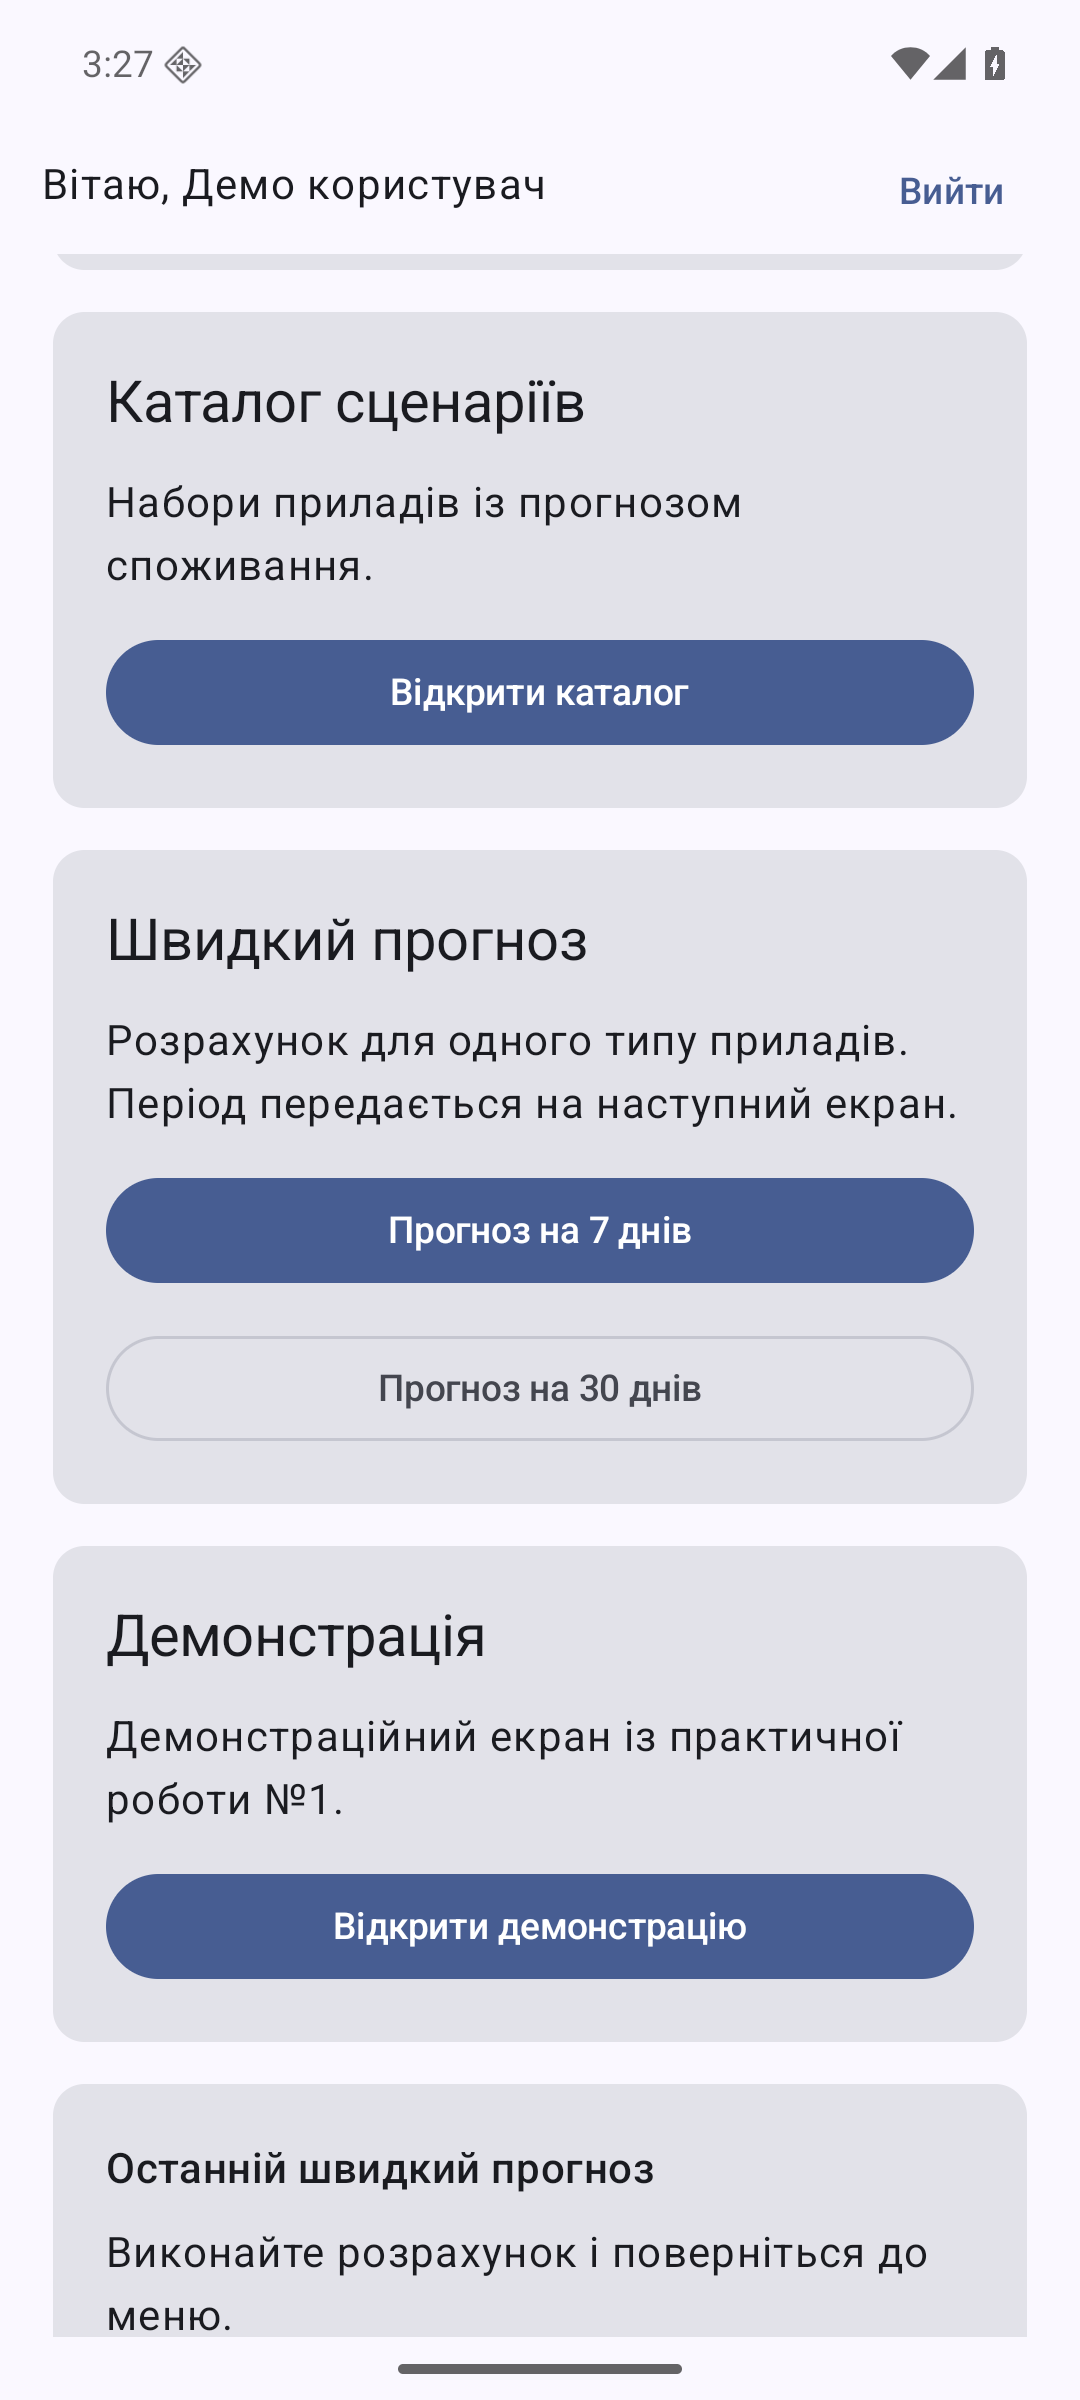 3:27
Вітаю, Демо користувач
Вийти
Каталог сценаріїв
Набори приладів із прогнозом
споживання.
Відкрити каталог
Швидкий прогноз
Розрахунок для одного типу приладів.
Період передається на наступний екран.
Прогноз на 7 днів
Прогноз на 30 днів
Демонстрація
Демонстраційний екран із практичної
роботи №1.
Відкрити демонстрацію
Останній швидкий прогноз
Виконайте розрахунок і поверніться до
меню.